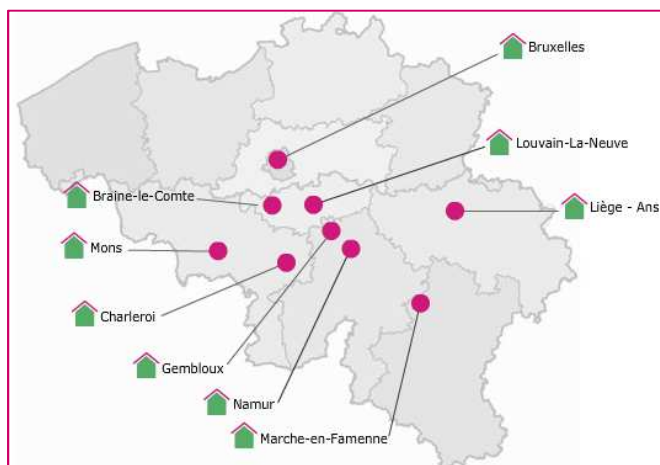 Bruxelles
Louvain-La-Neuve
Braine-le-Comte
Liège - Ans
Mons
Charleroi
Gembloux
Namur
Marche-en-Famenne